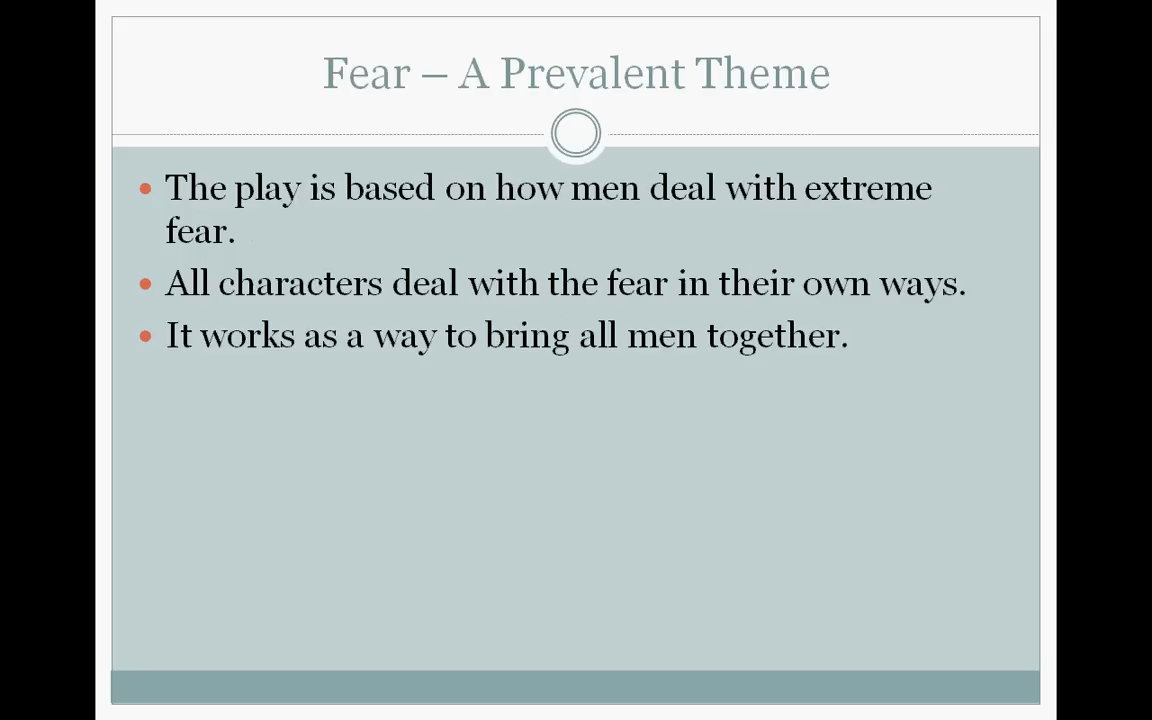 Fear – A Prevalent Theme
• The play is based on how men deal with extreme
fear.
• All characters deal with the fear in their own ways.
• It works as a way to bring all men together.